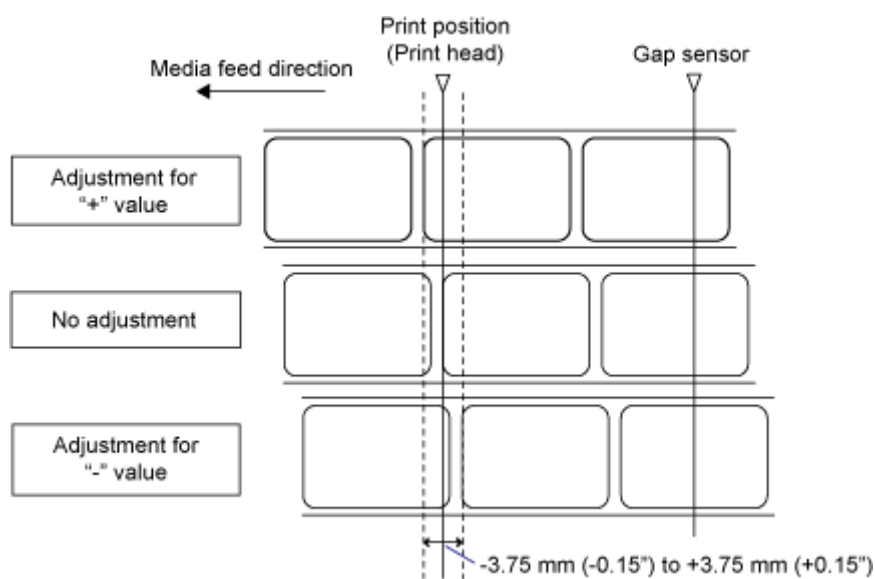 Print position
(Print head)
Gap sensor
Media feed direction
Adjustment for
“+” value
No adjustment
Adjustment for
“-” value
-3.75 mm (-0.15”) to +3.75 mm (+0.15”)